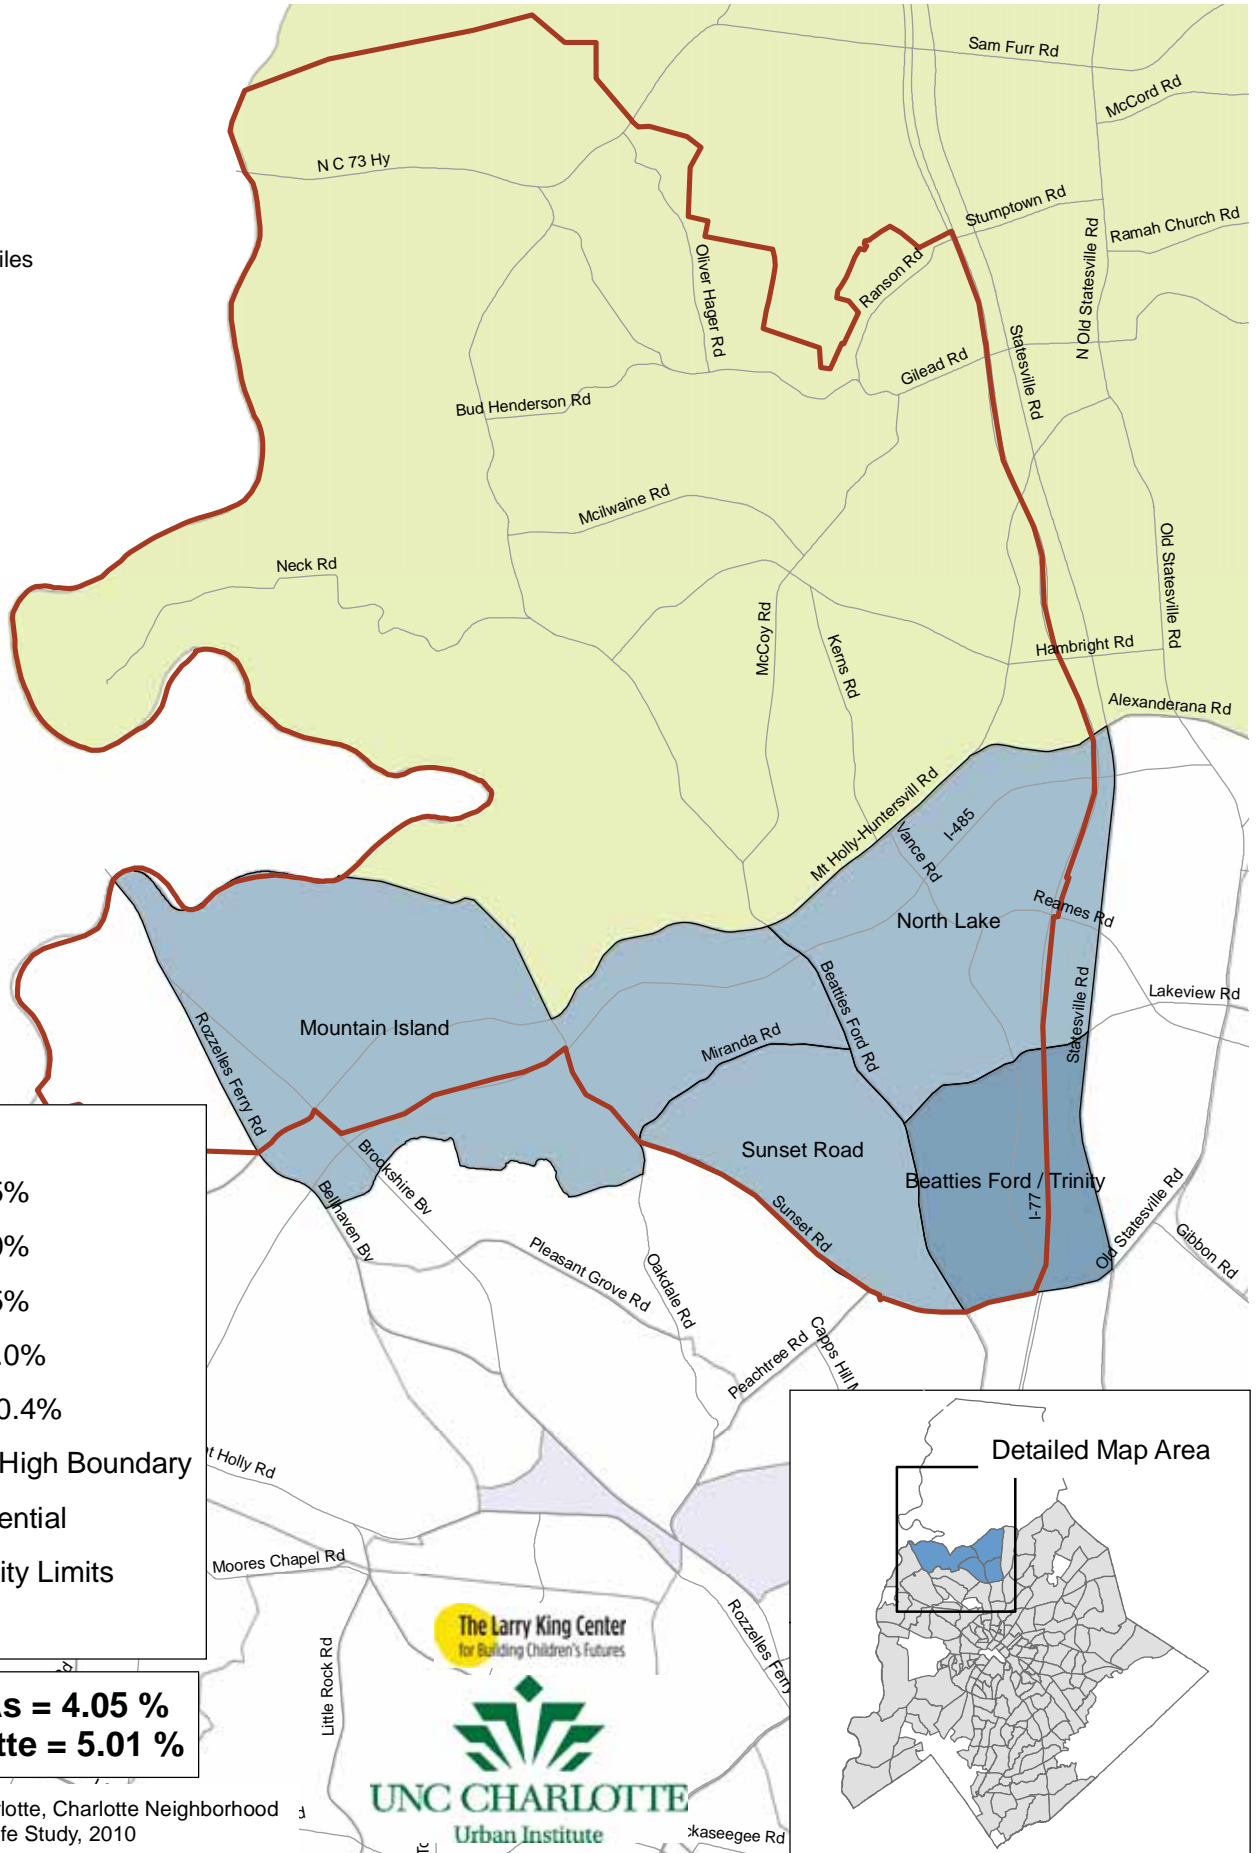 Sam Furr Rd
McCord Rd
N C 73 Hy
Stumptown Rd
Ramah Church Rd
iles
Oliver Hager Rd
Ranson Rd
N Old Statesville Rd
Statesville Rd
Gilead Rd
Bud Henderson Rd
Mcilwaine Rd
Neck Rd
Old Statesville Rd
McCoy Rd
Kerns Rd
Hambright Rd
Alexanderana Rd
Mt Holly-Huntersvill Rd
I-485
Vance Rd
Reames Rd
North Lake
Beatties Ford Rd
Statesville Rd
Lakeview Rd
Mountain Island
Rozzelles Ferry Rd
Miranda Rd
Sunset Road
Beatties Ford / Trinity
I-77
Brookshire Bv
Bellhaven Bv
Sunset Rd
Old Statesville Rd
Gibbon Rd
Pleasant Grove Rd
Oakdale Rd
Peachtree Rd
Capps Hill
5%
0%
5%
.0%
0.4%
High Boundary
ential
ity Limits
t Holly Rd
Moores Chapel Rd
Little Rock Rd
Rozzelles Ferry
Detailed Map Area
The Larry King Center
for Building Children's Futures
s = 4.05 %
tte = 5.01 %
UNC CHARLOTTE
Urban Institute
rlotte, Charlotte Neighborhood
fe Study, 2010
ckaseegee Rd